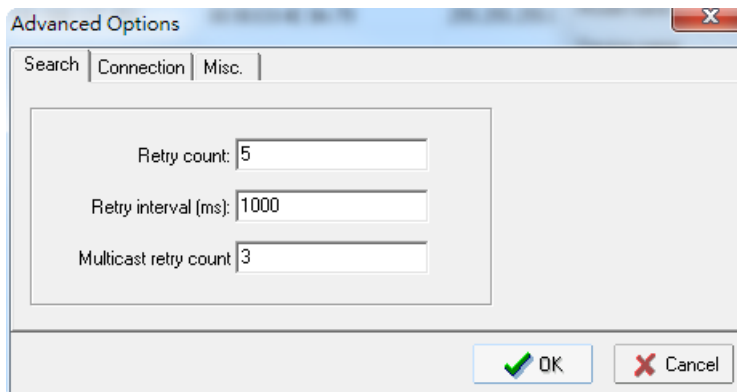 Advanced Options
Search Connection Misc.
Retry count: 5
Retry interval (ms): 1000
Multicast retry count 3
OK Cancel